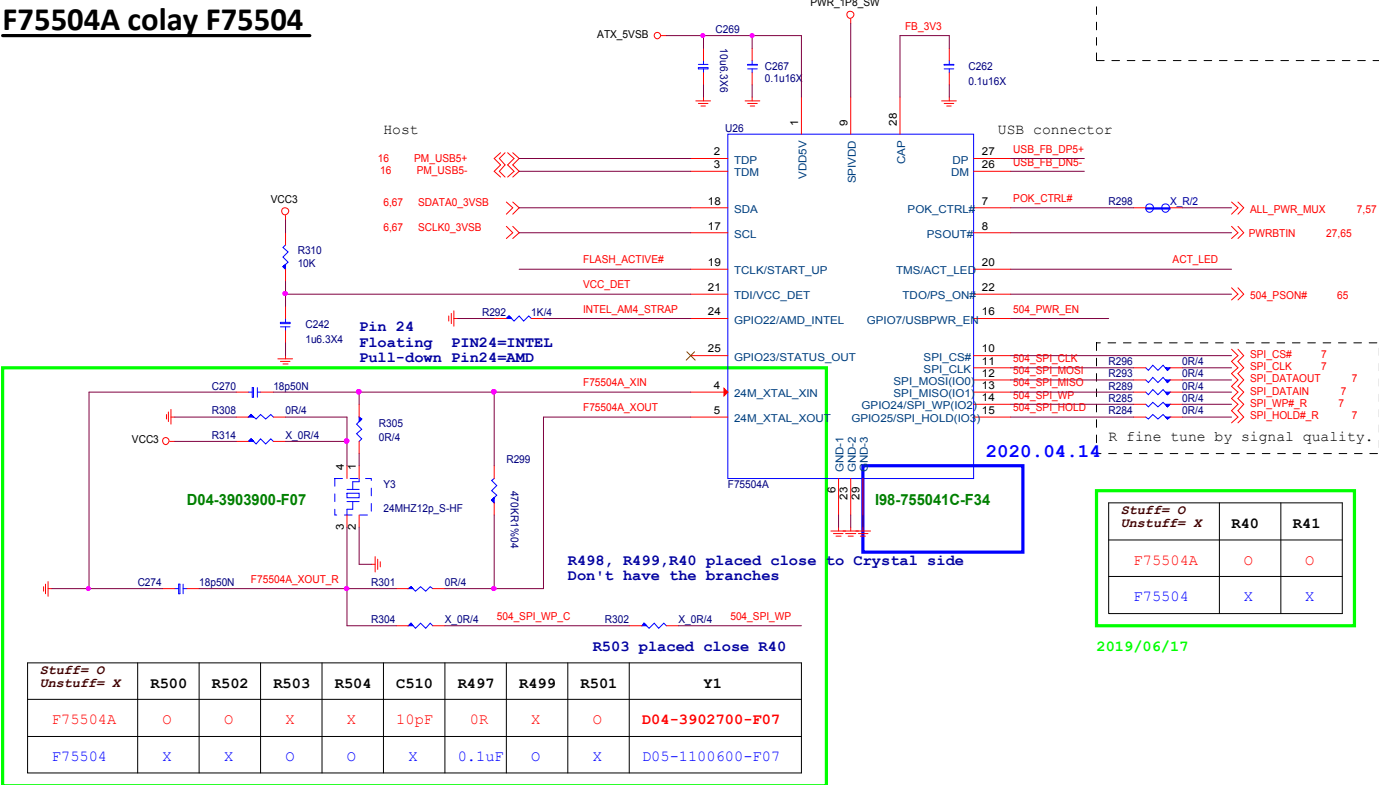 F75504A colay F75504
PWR_1P8_SW
ATX_5VSB
C269
10u6.3X6
C267
0.1u16X
FB_3V3
C262
0.1u16X
Host
U26
USB connector
1
9
28
VDD5V
SPIVDD
CAP
16 PM_USB5+
16 PM_USB5-
2 TDP
3 TDM
DP 27 USB_FB_DP5+
DM 26 USB_FB_DN5-
6,67 SDATA0_3VSB 18 SDA
6,67 SCLK0_3VSB 17 SCL
POK_CTRL# 7 POK_CTRL# R298 X_R/2 ALL_PWR_MUX 7,57
PSOUT# 8 PWRBTIN 27,65
VCC3
R310
10K
FLASH_ACTIVE# 19 TCLK/START_UP
TMS/ACT_LED 20 ACT_LED
VCC_DET 21 TDI/VCC_DET
TDO/PS_ON# 22 504_PSON# 65
C242
1u6.3X4
R292 1K/4 INTEL_AM4_STRAP 24 GPIO22/AMD_INTEL
GPIO7/USBPWR_EN 16 504_PWR_EN
Pin 24
Floating PIN24=INTEL
Pull-down Pin24=AMD
25 GPIO23/STATUS_OUT
SPI_CS# 10 SPI_CS# 7
SPI_CLK 11 504_SPI_CLK R296 0R/4 SPI_CLK 7
SPI_MOSI(IO0) 12 504_SPI_MOSI R293 0R/4 SPI_DATAOUT 7
SPI_MISO(IO1) 13 504_SPI_MISO R289 0R/4 SPI_DATAIN 7
GPIO24/SPI_WP(IO2) 14 504_SPI_WP R285 0R/4 SPI_WP#_R 7
GPIO25/SPI_HOLD(IO3) 15 504_SPI_HOLD R284 0R/4 SPI_HOLD#_R 7
R fine tune by signal quality.
C270 18p50N
F75504A_XIN 4 24M_XTAL_XIN
R308 0R/4
F75504A_XOUT 5 24M_XTAL_XOUT
VCC3 R314 X_0R/4
R305
0R/4
GND-1
GND-2
GND-3
6
23
29
F75504A
2020.04.14
I98-755041C-F34
D04-3903900-F07
4
1
3
2
Y3
24MHZ12p_S-HF
R299
470KR1%04
R498, R499,R40 placed close to Crystal side
Don't have the branches
C274 18p50N F75504A_XOUT_R R301 0R/4
R304 X_0R/4 504_SPI_WP_C R302 X_0R/4 504_SPI_WP
R503 placed close R40
Stuff= O
Unstuff= X R40 R41
F75504A O O
F75504 X X
2019/06/17
Stuff= O
Unstuff= X R500 R502 R503 R504 C510 R497 R499 R501 Y1
F75504A O O X X 10pF 0R X O D04-3902700-F07
F75504 X X O O X 0.1uF O X D05-1100600-F07